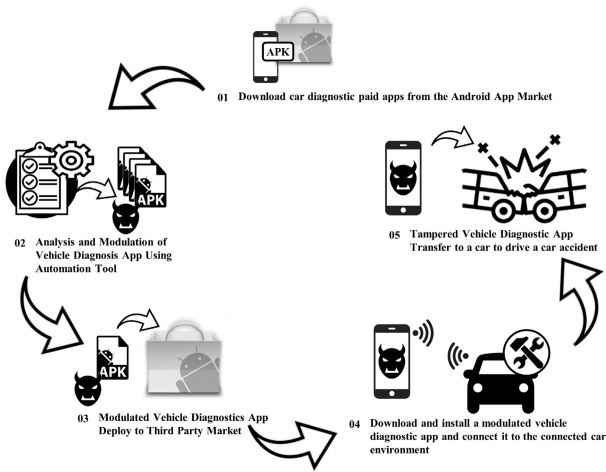 APK
01 Download car diagnostic paid apps from the Android App Market
APK
02 Analysis and Modulation of
Vehicle Diagnosis App Using
Automation Tool
APK
03 Modulated Vehicle Diagnostics App
Deploy to Third Party Market
04 Download and install a modulated vehicle
diagnostic app and connect it to the connected car
environment
05 Tampered Vehicle Diagnostic App
Transfer to a car to drive a car accident